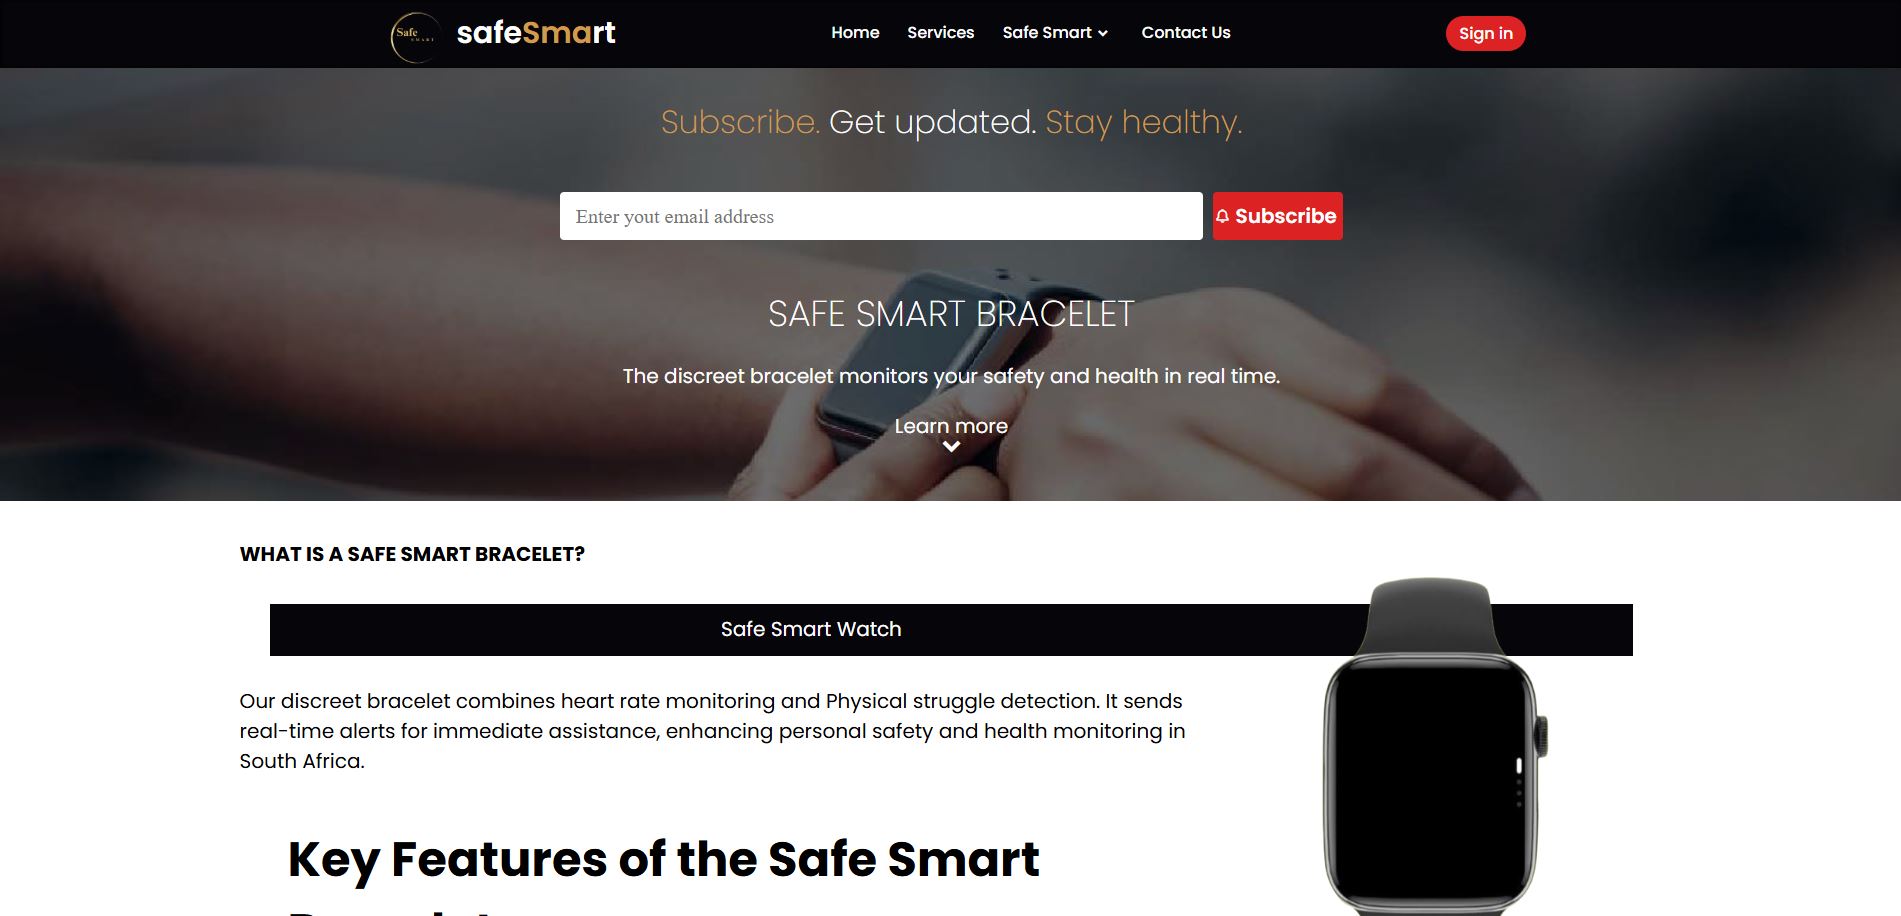 Safe
SMART
safeSmart
Home Services Safe Smart Contact Us
Sign in
Subscribe. Get updated. Stay healthy.
Enter yout email address
Subscribe
SAFE SMART BRACELET
The discreet bracelet monitors your safety and health in real time.
Learn more
WHAT IS A SAFE SMART BRACELET?
Safe Smart Watch
Our discreet bracelet combines heart rate monitoring and Physical struggle detection. It sends
real-time alerts for immediate assistance, enhancing personal safety and health monitoring in
South Africa.
Key Features of the Safe Smart